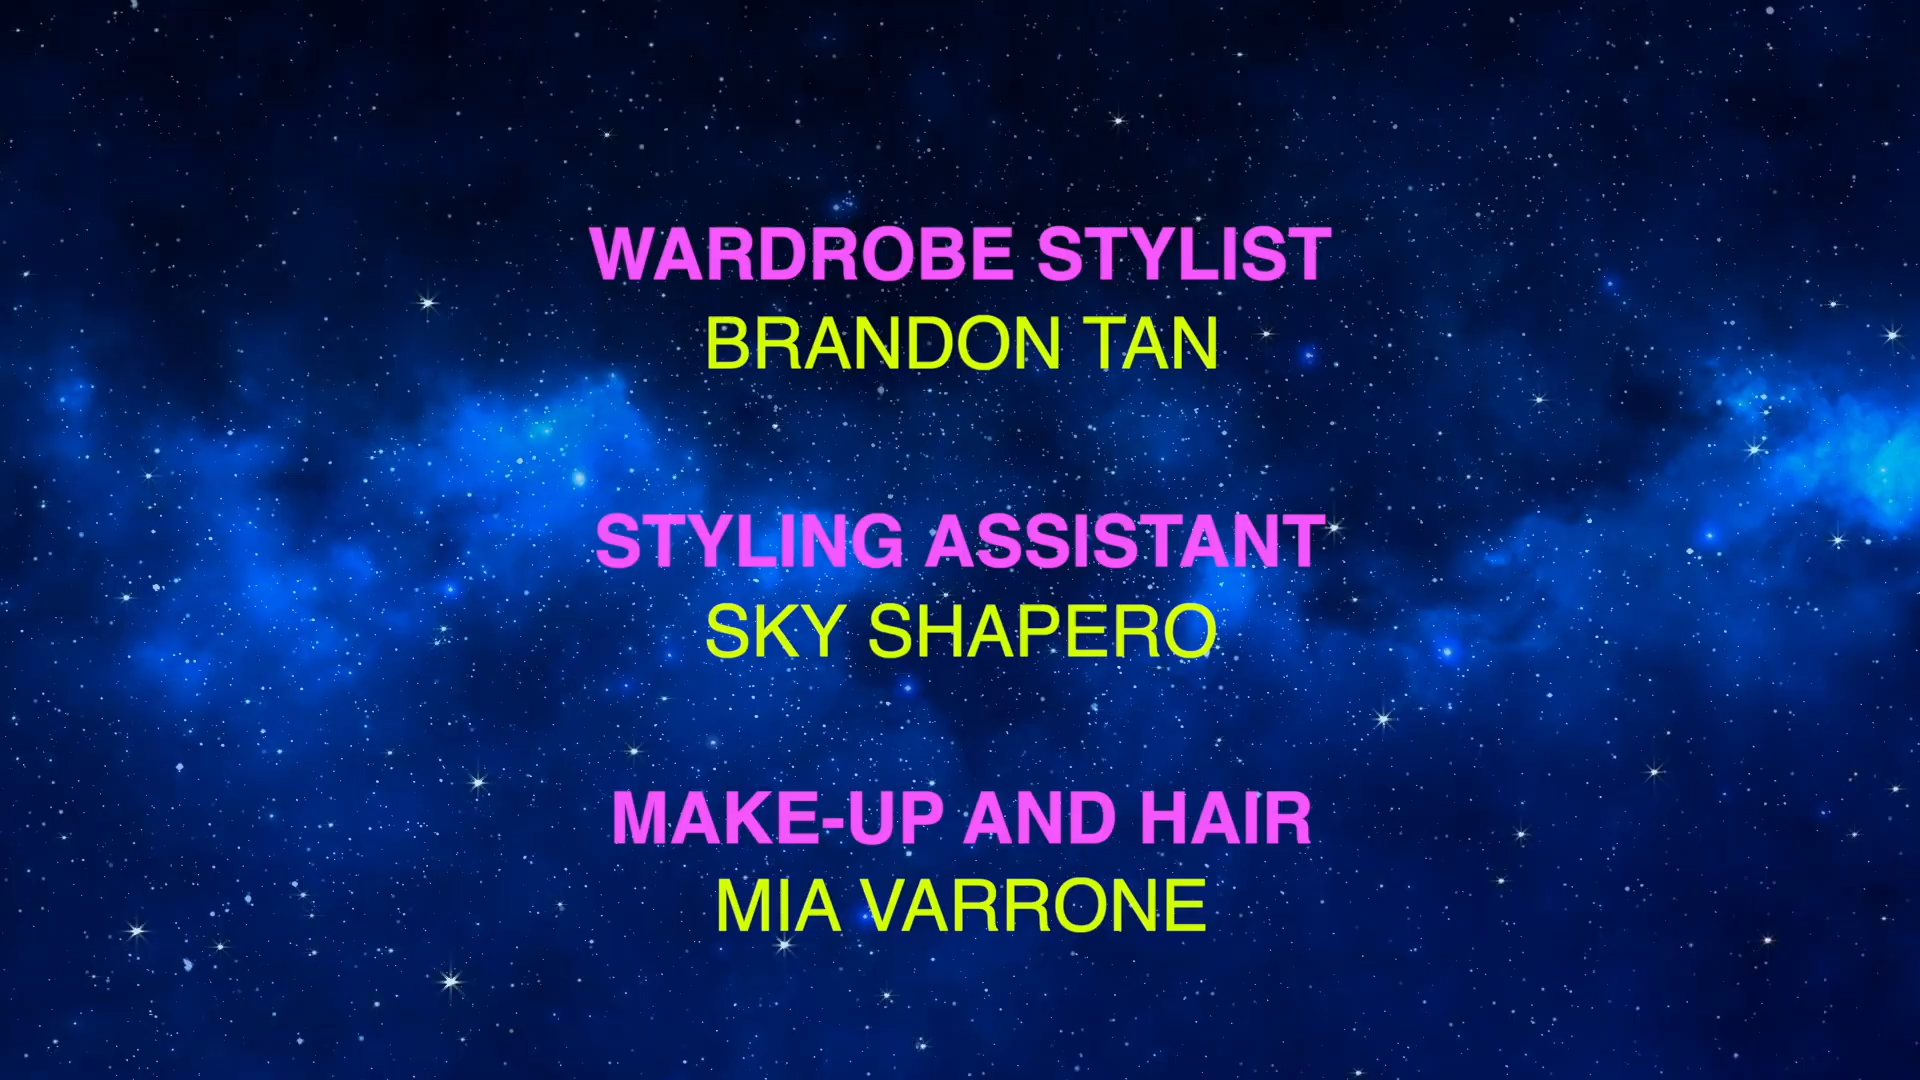 WARDROBE STYLIST
BRANDON TAN
STYLING ASSISTANT
SKY SHAPERO
MAKE-UP AND HAIR
MIA VARRONE